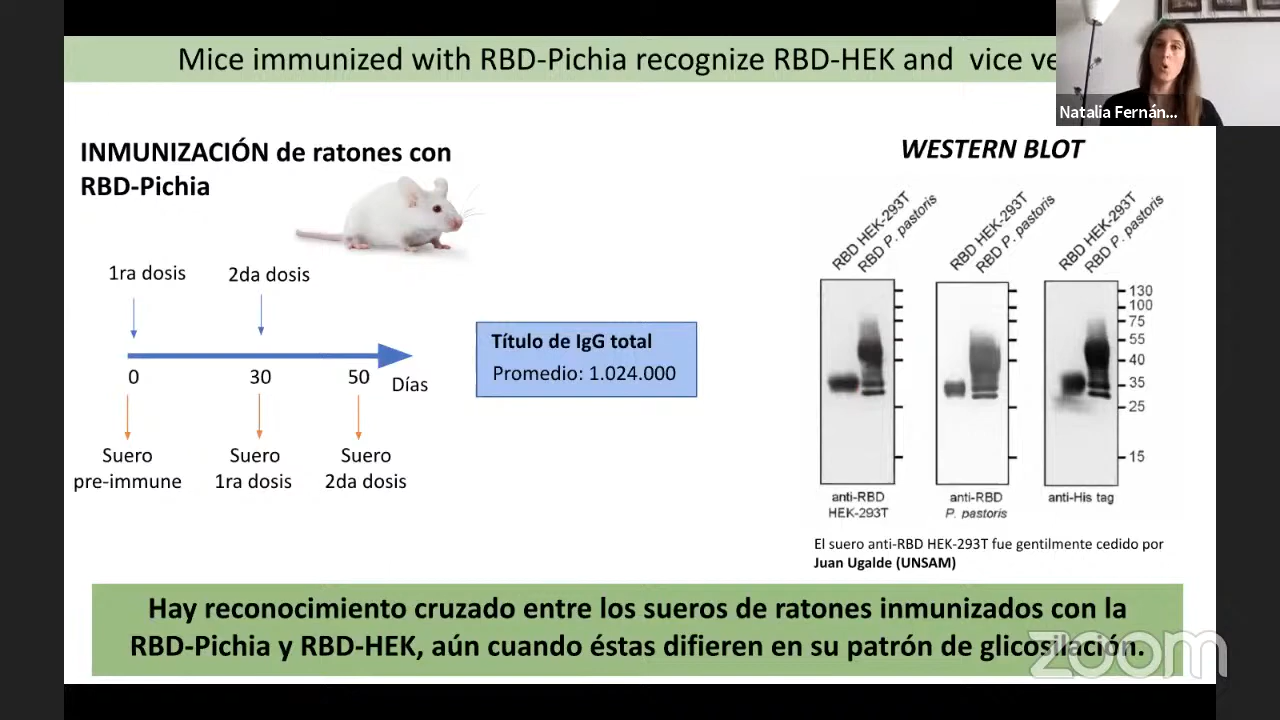 Mice immunized with RBD-Pichia recognize RBD-HEK and vice ve
Natalia Fernán...
INMUNIZACIÓN de ratones con
RBD-Pichia
1ra dosis
2da dosis
0
30
50
Días
Suero
pre-immune
Suero
1ra dosis
Suero
2da dosis
Título de IgG total
Promedio: 1.024.000
WESTERN BLOT
RBD HEK-293T
RBD P. pastoris
RBD HEK-293T
RBD P. pastoris
RBD HEK-293T
RBD P. pastoris
130
100
75
55
40
35
25
15
anti-RBD
HEK-293T
anti-RBD
P. pastoris
anti-His tag
El suero anti-RBD HEK-293T fue gentilmente cedido por
Juan Ugalde (UNSAM)
Hay reconocimiento cruzado entre los sueros de ratones inmunizados con la
RBD-Pichia y RBD-HEK, aún cuando éstas difieren en su patrón de glicosilación.
zoom